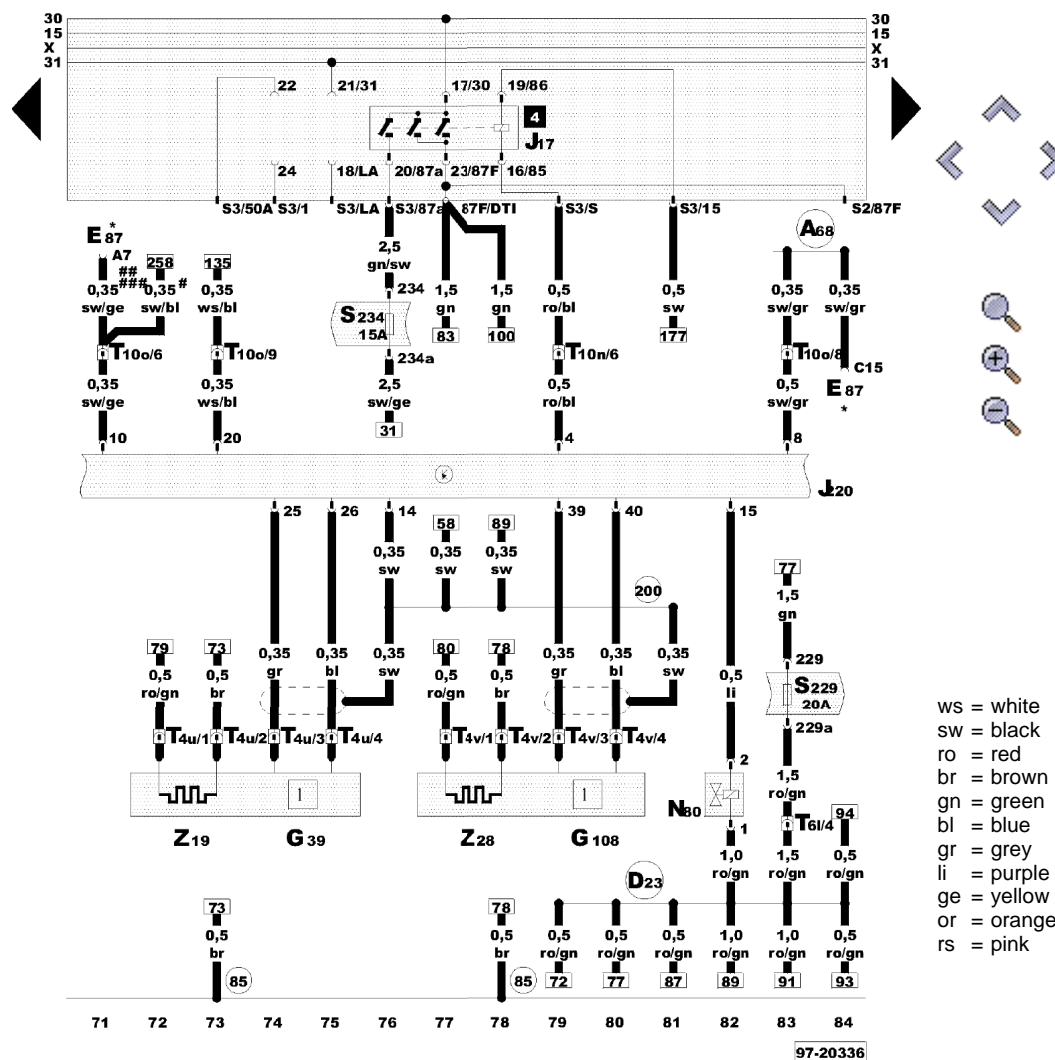 30 30
15 15
X X
31 31
22 21/31 17/30 19/86
4
J17
24 18/LA 20/87a 23/87F 16/85
S3/50A S3/1 S3/LA S3/87a 87F/DTI S3/S S3/15 S2/87F
E87 * A68
A7 258 135
## ### #
2,5
gn/sw
0,35 0,35 0,35 234 1,5 1,5 0,5 0,5 0,35 0,35
sw/ge sw/bl ws/bl gn gn ro/bl sw sw/gr sw/gr
S234
15A
83 100 177
T10o/6 T10o/9 234a T10n/6 T10o/8 C15
0,35 0,35 2,5 0,5 0,5 E87
sw/ge ws/bl sw/ge ro/bl sw/gr *
31
10 20 4 8
J220
25 26 14 39 40 15
58 89
0,35 0,35 0,35
sw sw sw
77
1,5
gn
200
79 73 80 78
0,35 0,35 0,35 0,35 0,35 0,35
gr bl sw gr bl sw
0,5 0,5 0,5 0,5 0,5
ro/gn br ro/gn br li
229
S229
20A
229a
T4u/1 T4u/2 T4u/3 T4u/4 T4v/1 T4v/2 T4v/3 T4v/4
2
1,5
ro/gn
1 1
N80
1
T6l/4 94
Z19 G39 Z28 G108
1,0 1,5 0,5
ro/gn ro/gn ro/gn
D23
73 78
0,5 0,5 0,5 0,5 0,5 1,0 1,0 0,5
br br ro/gn ro/gn ro/gn ro/gn ro/gn ro/gn
85 85 72 77 87 89 91 93
71 72 73 74 75 76 77 78 79 80 81 82 83 84
97-20336
ws = white
sw = black
ro = red
br = brown
gn = green
bl = blue
gr = grey
li = purple
ge = yellow
or = orange
rs = pink